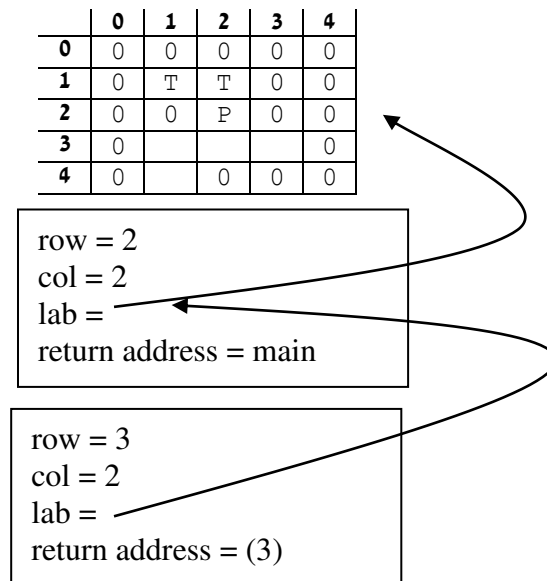 0 1 2 3 4
0 0 0 0 0 0
1 0 T T 0 0
2 0 0 P 0 0
3 0 0
4 0 0 0 0
row = 2
col = 2
lab =
return address = main
row = 3
col = 2
lab =
return address = (3)